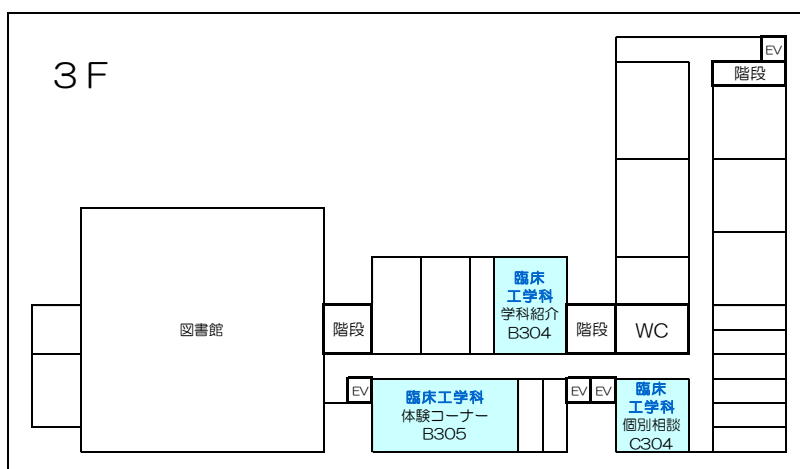 3F
EV
階段
臨床
工学科
学科紹介
B304
図書館
階段
階段
WC
EV
臨床工学科
体験コーナー
B305
EV
EV
臨床
工学科
個別相談
C304